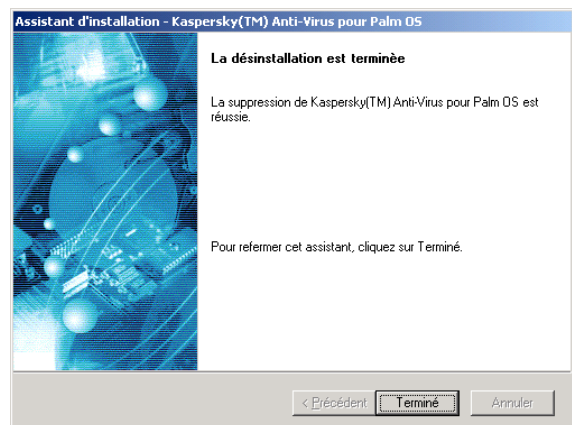 Assistant d'installation - Kaspersky(TM) Anti-Virus pour Palm OS
La désinstallation est terminèe
La suppression de Kaspersky(TM) Anti-Virus pour Palm OS est
réussie.
Pour refermer cet assistant, cliquez sur Terminé.
< Précédent
Terminé
Annuler